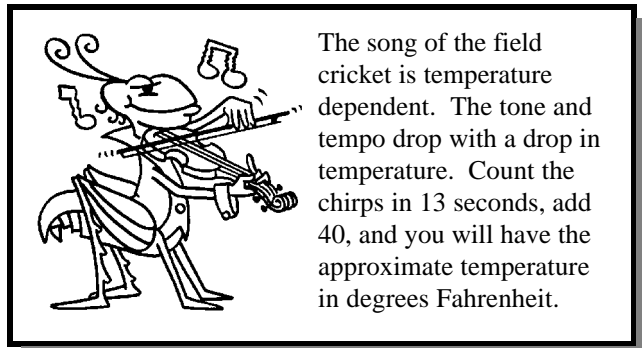 The song of the field
cricket is temperature
dependent.  The tone and
tempo drop with a drop in
temperature.  Count the
chirps in 13 seconds, add
40, and you will have the
approximate temperature
in degrees Fahrenheit.